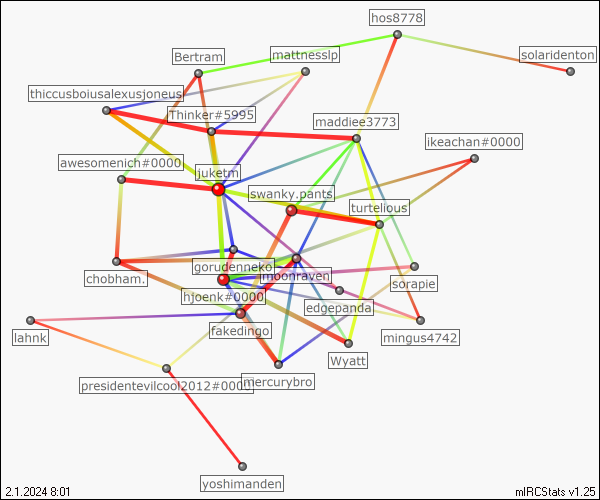 hos8778
Bertram
mattnesslp
solaridenton
thiccusboiusalexusjoneus
Thinker#5995
maddiee3773
ikeachan#0000
awesomenich#0000
juketm
swanky.pants
turtelious
gorudenneko
moonraven
chobham.
sorapie
hjoenk#0000
edgepanda
fakedingo
mingus4742
lahnk
Wyatt
presidentevilcool2012#0000
mercurybro
yoshimanden
2.1.2024 8:01
mIRCStats v1.25